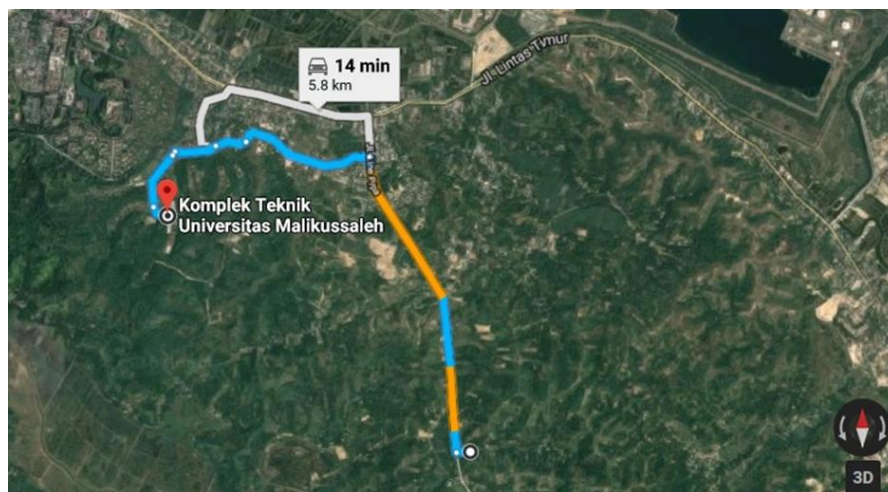 14 min
5.8 km
Jl. Lintas Timur
Komplek Teknik
Universitas Malikussaleh
3D